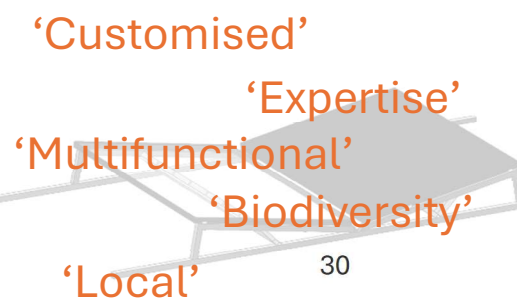 ‘Customised’
‘Expertise’
‘Multifunctional’
‘Biodiversity’
30
‘Local’